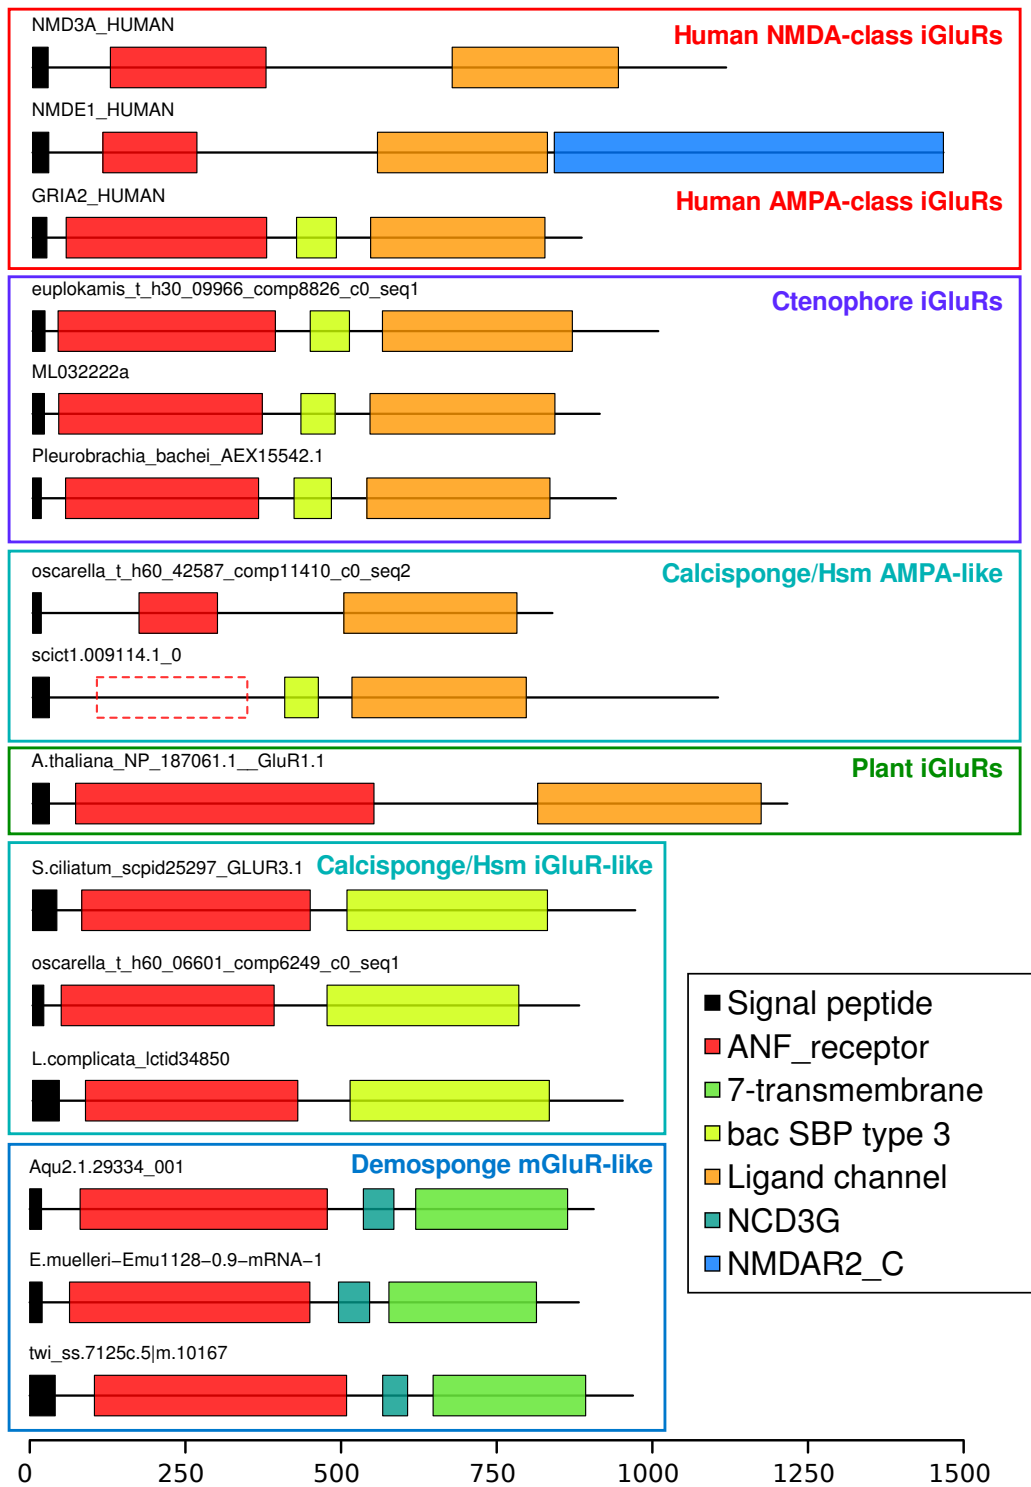 NMD3A_HUMAN
Human NMDA-class iGluRs
NMDE1_HUMAN
GRIA2_HUMAN
Human AMPA-class iGluRs
euplokamis_t_h30_09966_comp8826_c0_seq1
Ctenophore iGluRs
ML032222a
Pleurobrachia_bachei_AEX15542.1
oscarella_t_h60_42587_comp11410_c0_seq2
Calcisponge/Hsm AMPA-like
scict1.009114.1_0
A.thaliana_NP_187061.1__GluR1.1
Plant iGluRs
S.ciliatum_scpid25297_GLUR3.1
Calcisponge/Hsm iGluR-like
oscarella_t_h60_06601_comp6249_c0_seq1
L.complicata_lctid34850
Signal peptide
ANF_receptor
7-transmembrane
bac SBP type 3
Ligand channel
NCD3G
NMDAR2_C
Aqu2.1.29334_001
Demosponge mGluR-like
E.muelleri−Emu1128−0.9−mRNA−1
twi_ss.7125c.5|m.10167
0 250 500 750 1000 1250 1500